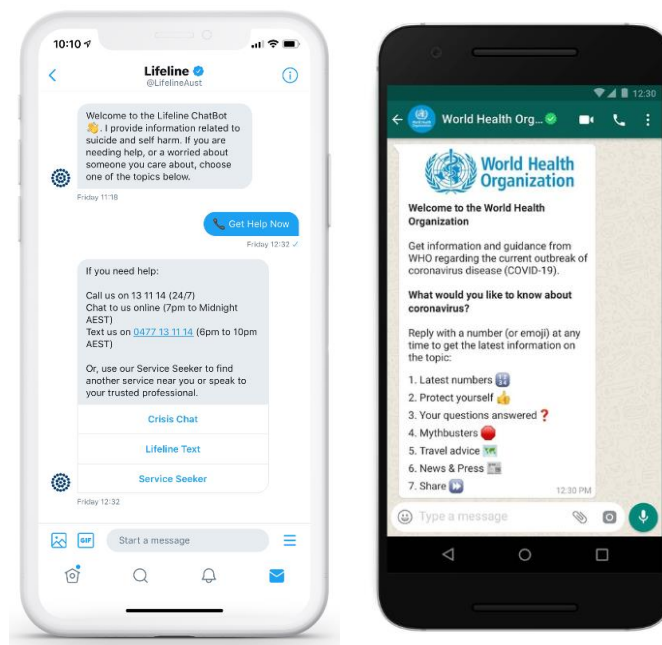 10:10
Lifeline
@LifelineAust
Welcome to the Lifeline ChatBot
👋. I provide information related to
suicide and self harm. If you are
needing help, or a worried about
someone you care about, choose
one of the topics below.
Friday 11:18
📞 Get Help Now
Friday 12:32 ✓
If you need help:
Call us on 13 11 14 (24/7)
Chat to us online (7pm to Midnight
AEST)
Text us on 0477 13 11 14 (6pm to 10pm
AEST)
Or, use our Service Seeker to find
another service near you or speak to
your trusted professional.
Crisis Chat
Lifeline Text
Service Seeker
Friday 12:32
GIF
Start a message
12:30
World Health Org...
World Health
Organization
Welcome to the World Health
Organization
Get information and guidance from
WHO regarding the current outbreak of
coronavirus disease (COVID-19).
What would you like to know about
coronavirus?
Reply with a number (or emoji) at any
time to get the latest information on
the topic:
1. Latest numbers 🔢
2. Protect yourself 👍
3. Your questions answered ❓
4. Mythbusters 🛑
5. Travel advice 🗺
6. News & Press 📰
7. Share ⏩
12:30 PM
Type a message